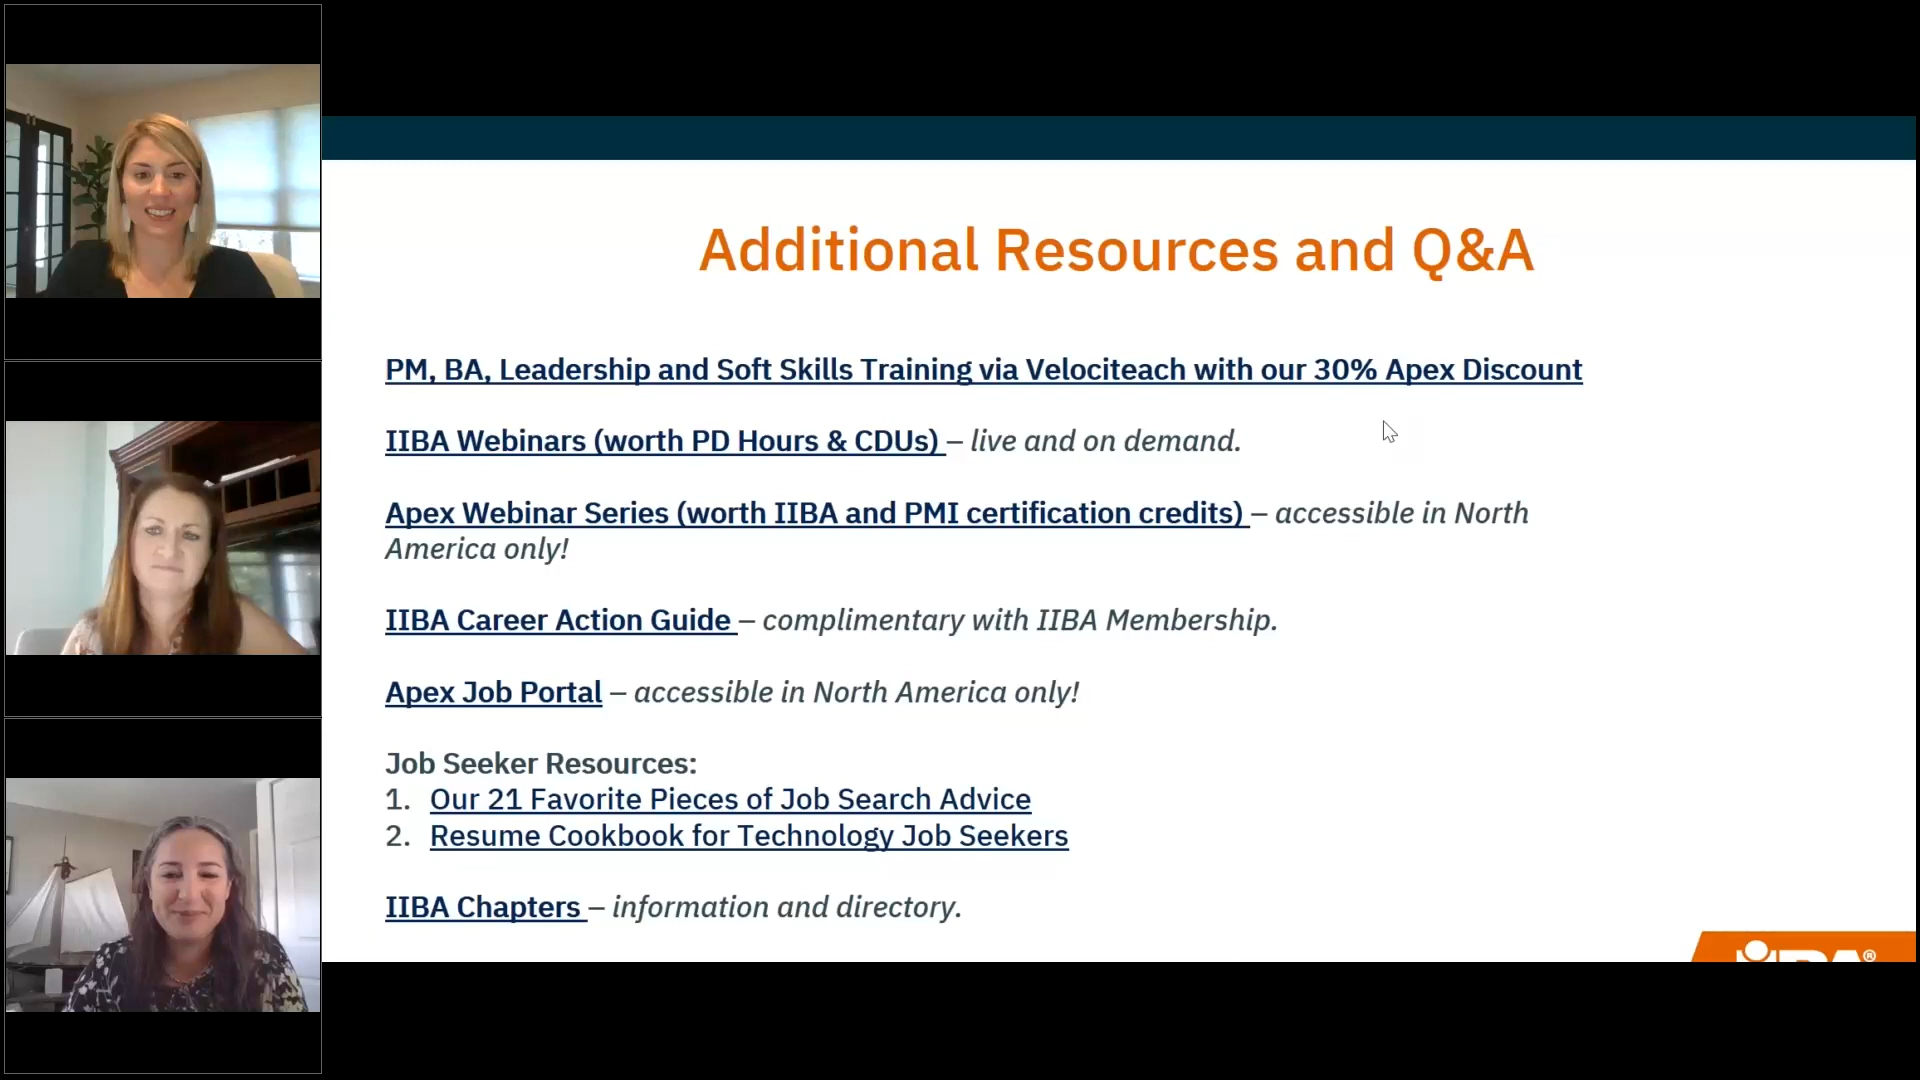 Additional Resources and Q&A
PM, BA, Leadership and Soft Skills Training via Velociteach with our 30% Apex Discount
IIBA Webinars (worth PD Hours & CDUs) – live and on demand.
Apex Webinar Series (worth IIBA and PMI certification credits) – accessible in North
America only!
IIBA Career Action Guide – complimentary with IIBA Membership.
Apex Job Portal – accessible in North America only!
Job Seeker Resources:
1. Our 21 Favorite Pieces of Job Search Advice
2. Resume Cookbook for Technology Job Seekers
IIBA Chapters – information and directory.